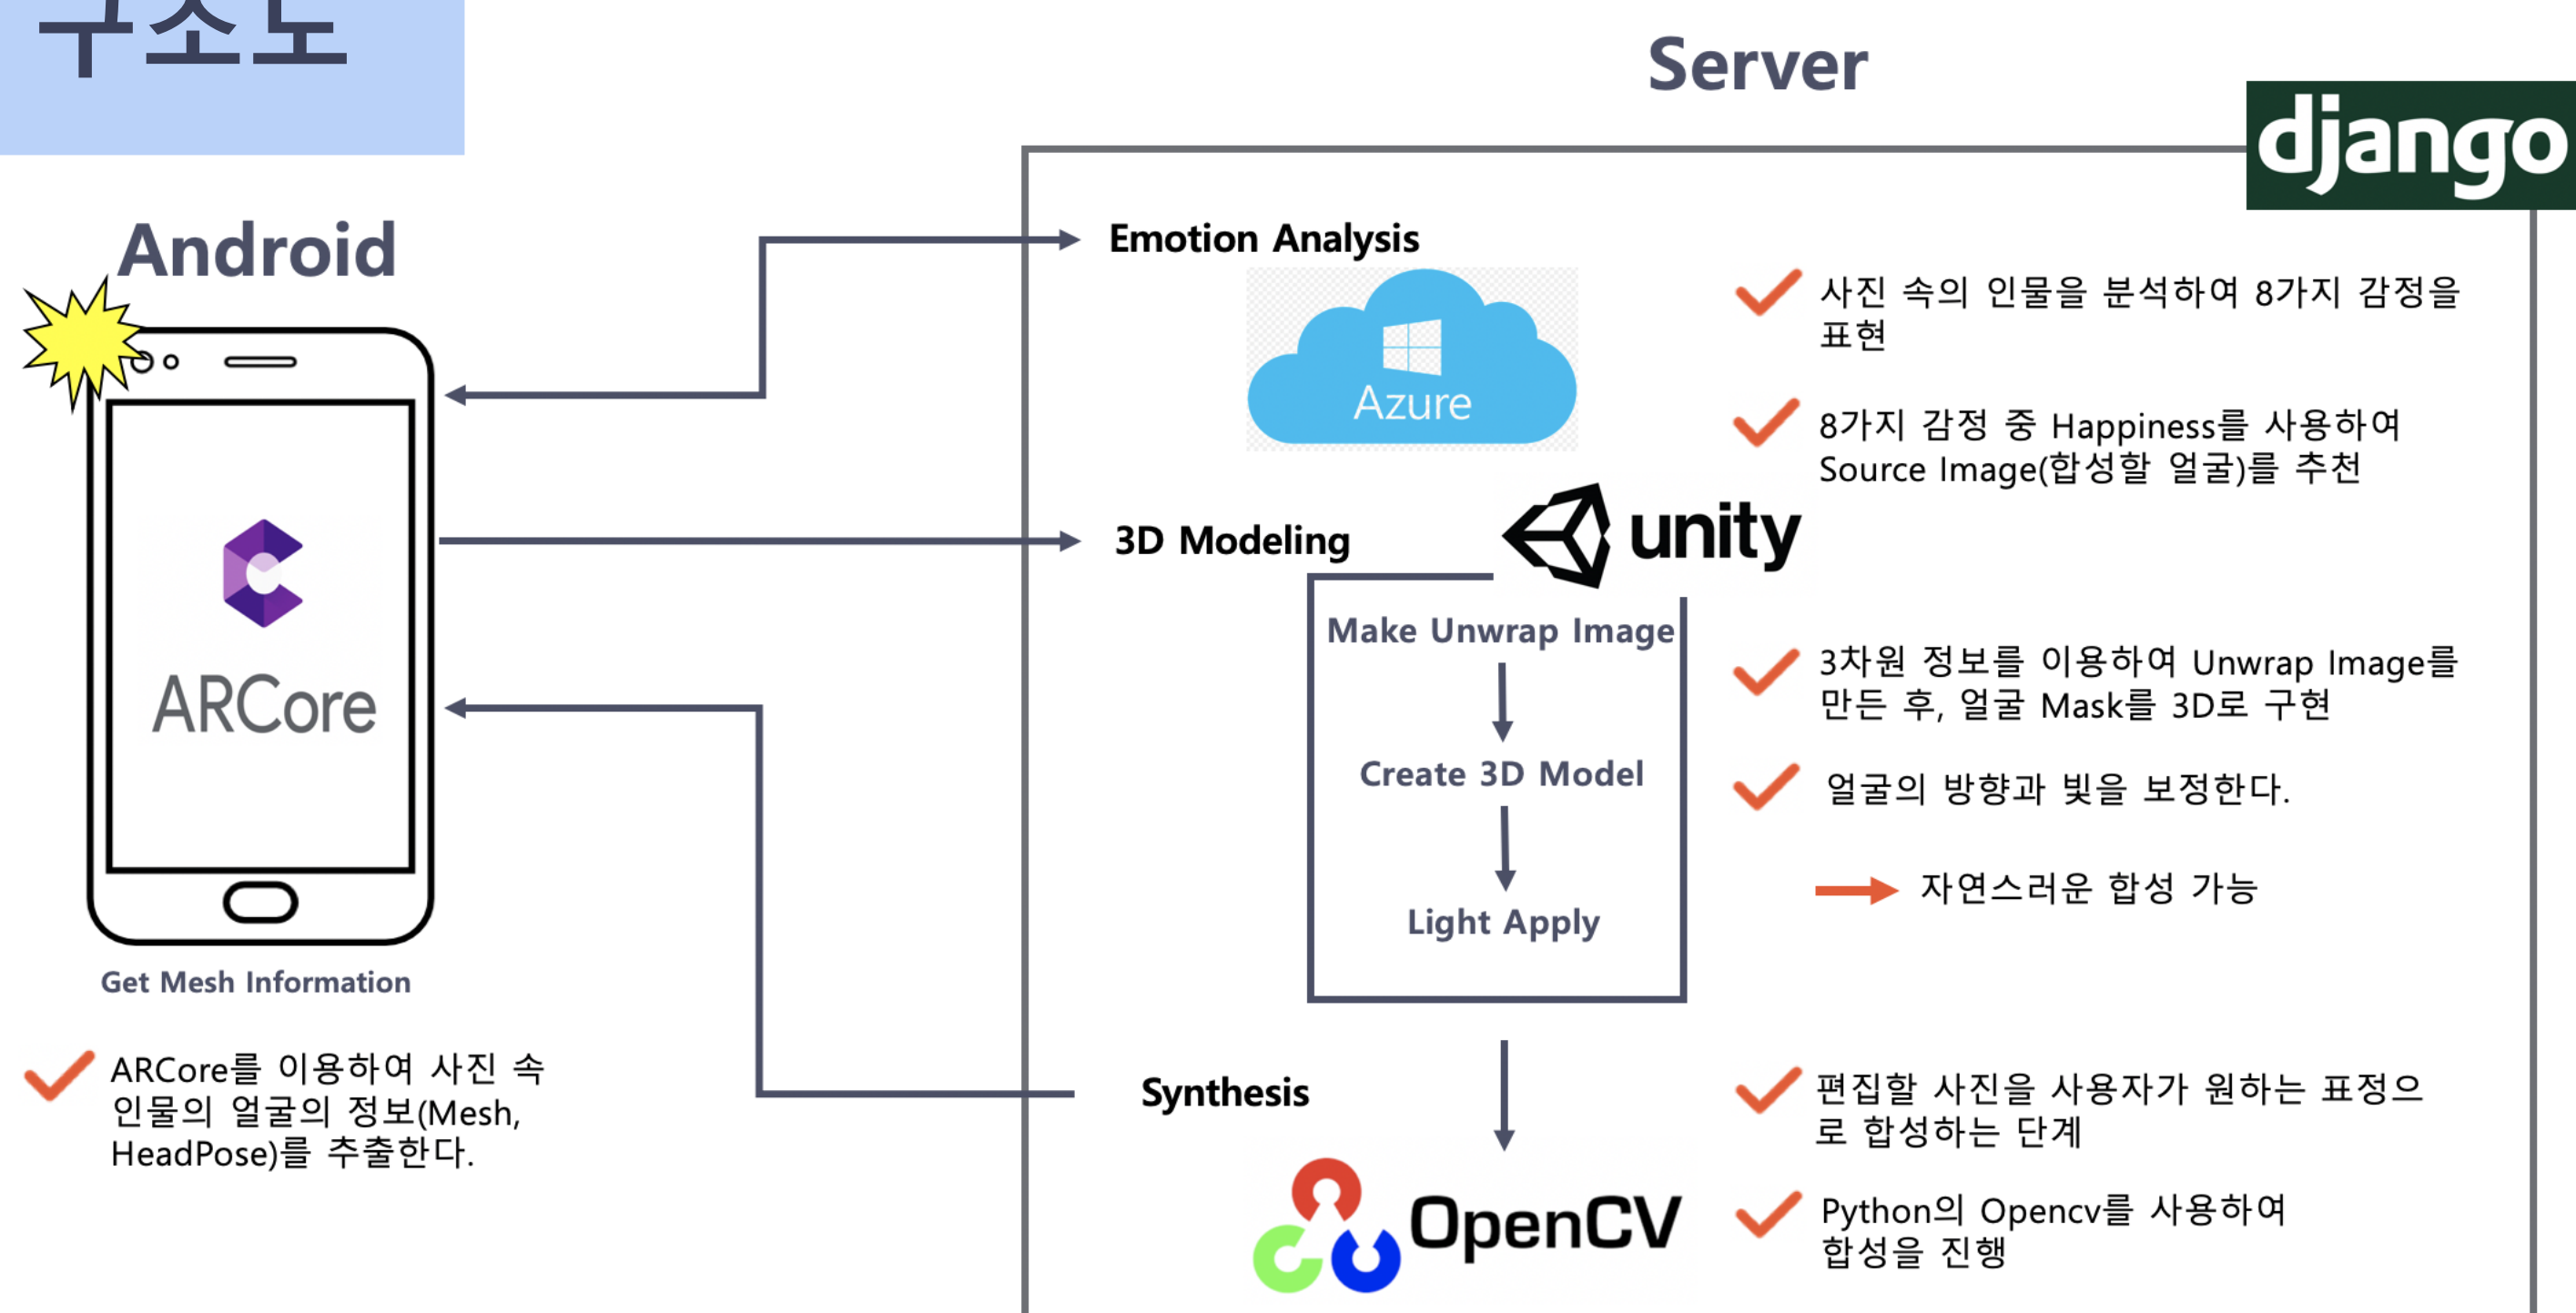 구조도
Server
django
Android
Emotion Analysis
Azure
사진 속의 인물을 분석하여 8가지 감정을
표현
8가지 감정 중 Happiness를 사용하여
Source Image(합성할 얼굴)를 추천
3D Modeling
unity
Make Unwrap Image
Create 3D Model
Light Apply
3차원 정보를 이용하여 Unwrap Image를
만든 후, 얼굴 Mask를 3D로 구현
얼굴의 방향과 빛을 보정한다.
자연스러운 합성 가능
ARCore
Get Mesh Information
ARCore를 이용하여 사진 속
인물의 얼굴의 정보(Mesh,
HeadPose)를 추출한다.
Synthesis
OpenCV
편집할 사진을 사용자가 원하는 표정으
로 합성하는 단계
Python의 Opencv를 사용하여
합성을 진행